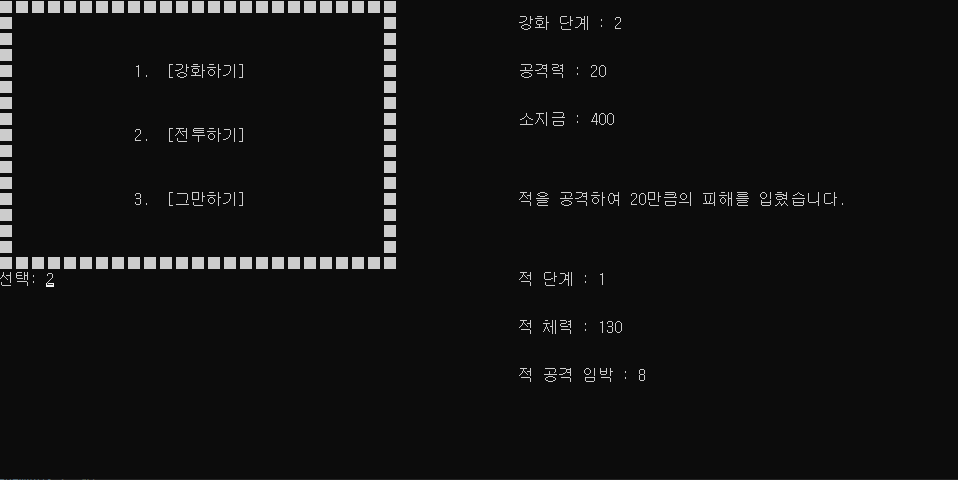 1. [강화하기]
2. [전투하기]
3. [그만하기]
선택: 2
강화 단계 : 2
공격력 : 20
소지금 : 400
적을 공격하여 20만큼의 피해를 입혔습니다.
적 단계 : 1
적 체력 : 130
적 공격 임박 : 8